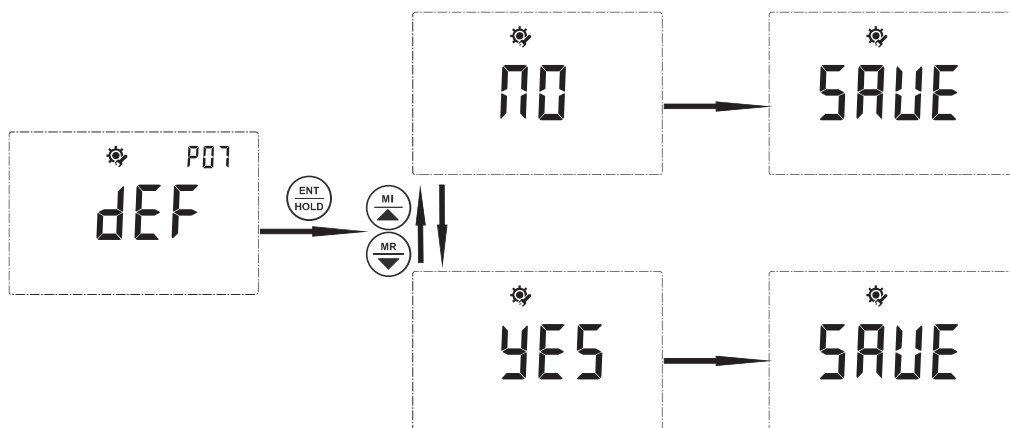 P07
dEF
ENT
HOLD
MI
MR
NO
SAVE
YES
SAVE